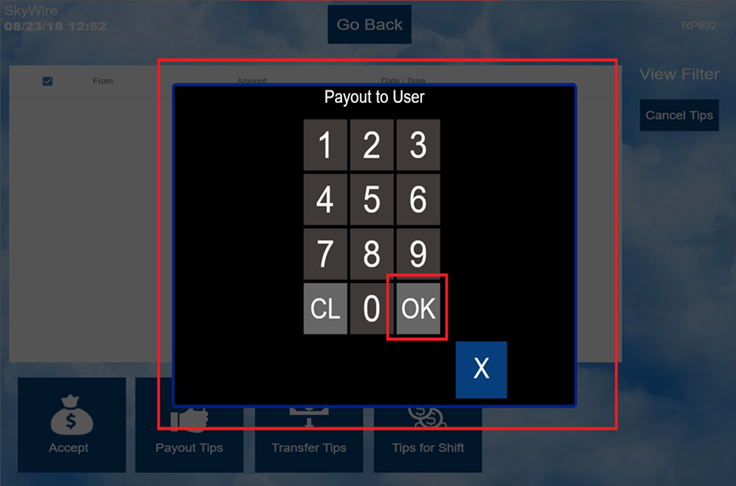 SkyWire
08/23/18 12:52
Go Back
RP902
View Filter
From Amount Date / Time
Cancel Tips
Payout to User
1 2 3
4 5 6
7 8 9
CL 0 OK
X
Accept
Payout Tips
Transfer Tips
Tips for Shift